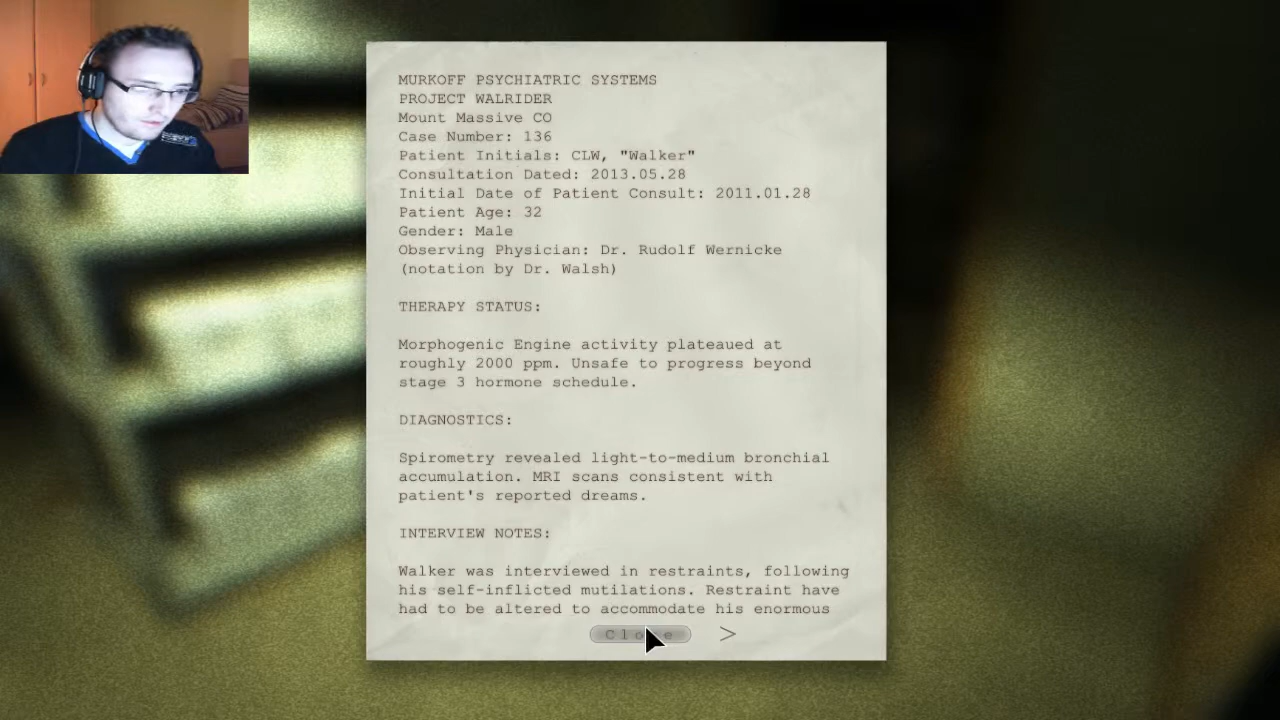 MURKOFF PSYCHIATRIC SYSTEMS
PROJECT WALRIDER
Mount Massive CO
Case Number: 136
Patient Initials: CLW, "Walker"
Consultation Dated: 2013.05.28
Initial Date of Patient Consult: 2011.01.28
Patient Age: 32
Gender: Male
Observing Physician: Dr. Rudolf Wernicke
(notation by Dr. Walsh)
THERAPY STATUS:
Morphogenic Engine activity plateaued at
roughly 2000 ppm. Unsafe to progress beyond
stage 3 hormone schedule.
DIAGNOSTICS:
Spirometry revealed light-to-medium bronchial
accumulation. MRI scans consistent with
patient's reported dreams.
INTERVIEW NOTES:
Walker was interviewed in restraints, following
his self-inflicted mutilations. Restraint have
had to be altered to accommodate his enormous
Close >